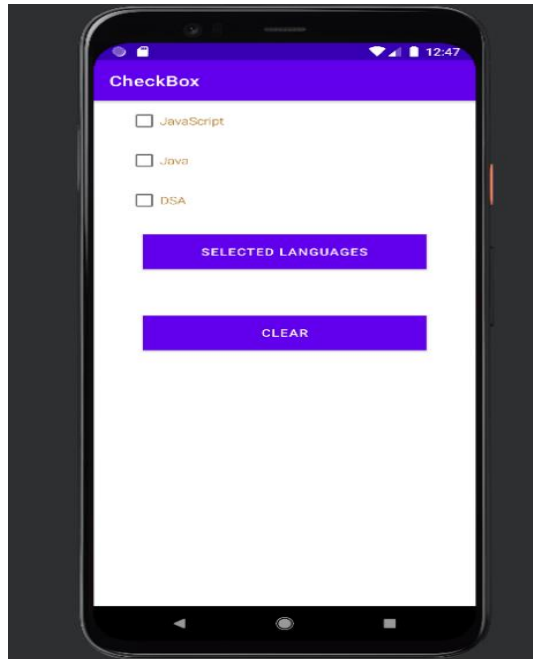 12:47
CheckBox
JavaScript
Java
DSA
SELECTED LANGUAGES
CLEAR